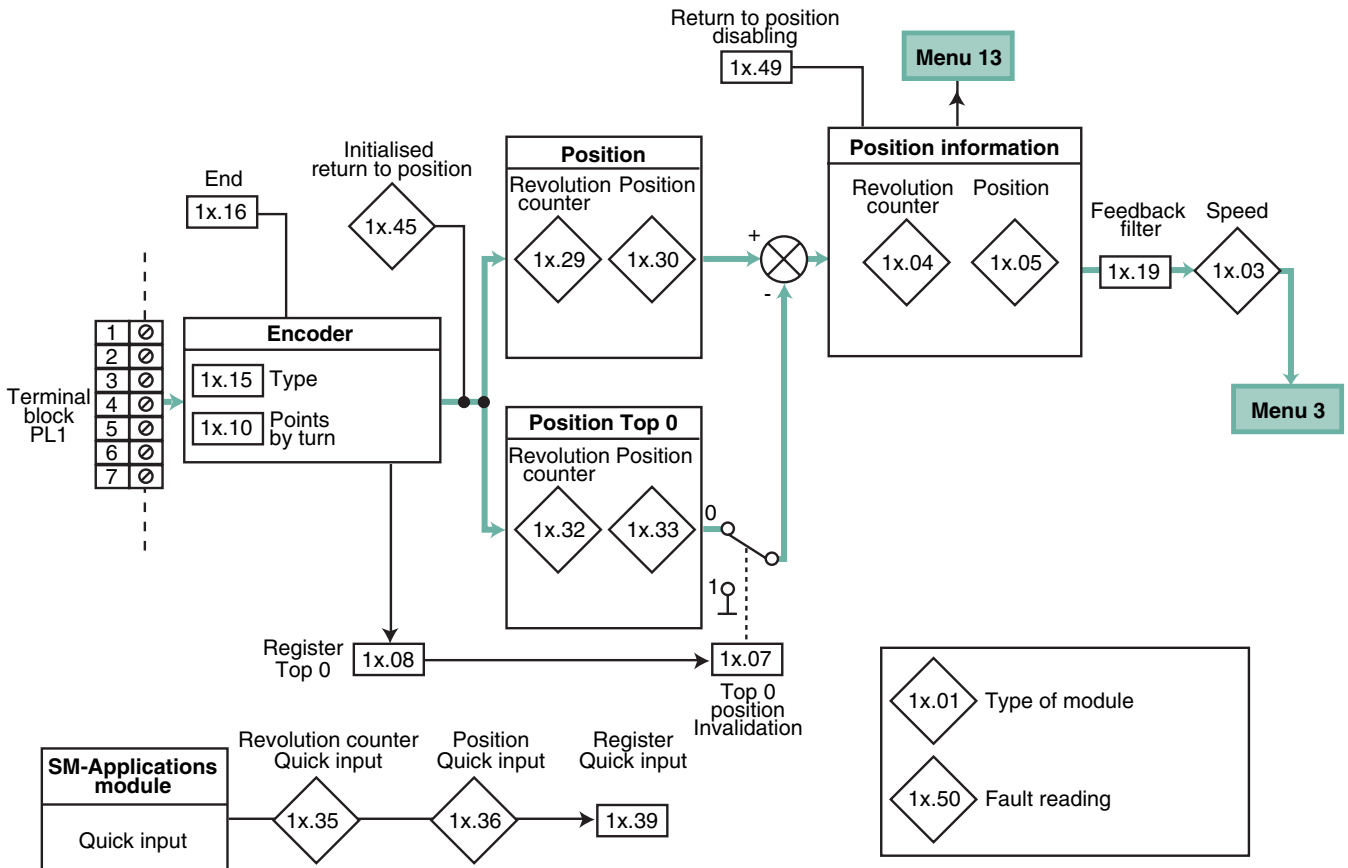 Return to position
disabling
1x.49
Menu 13
End
1x.16
Initialised
return to position
1x.45
Position
Revolution
counter
Position
1x.29
1x.30
+
-
Position information
Revolution
counter
Position
1x.04
1x.05
Feedback
filter
1x.19
Speed
1x.03
Menu 3
Terminal
block
PL1
1
2
3
4
5
6
7
Encoder
1x.15
Type
1x.10
Points
by turn
Position Top 0
Revolution
counter
Position
1x.32
1x.33
0
1
Register
Top 0
1x.08
1x.07
Top 0
position
Invalidation
SM-Applications
module
Quick input
Revolution counter
Quick input
1x.35
Position
Quick input
1x.36
Register
Quick input
1x.39
1x.01
Type of module
1x.50
Fault reading